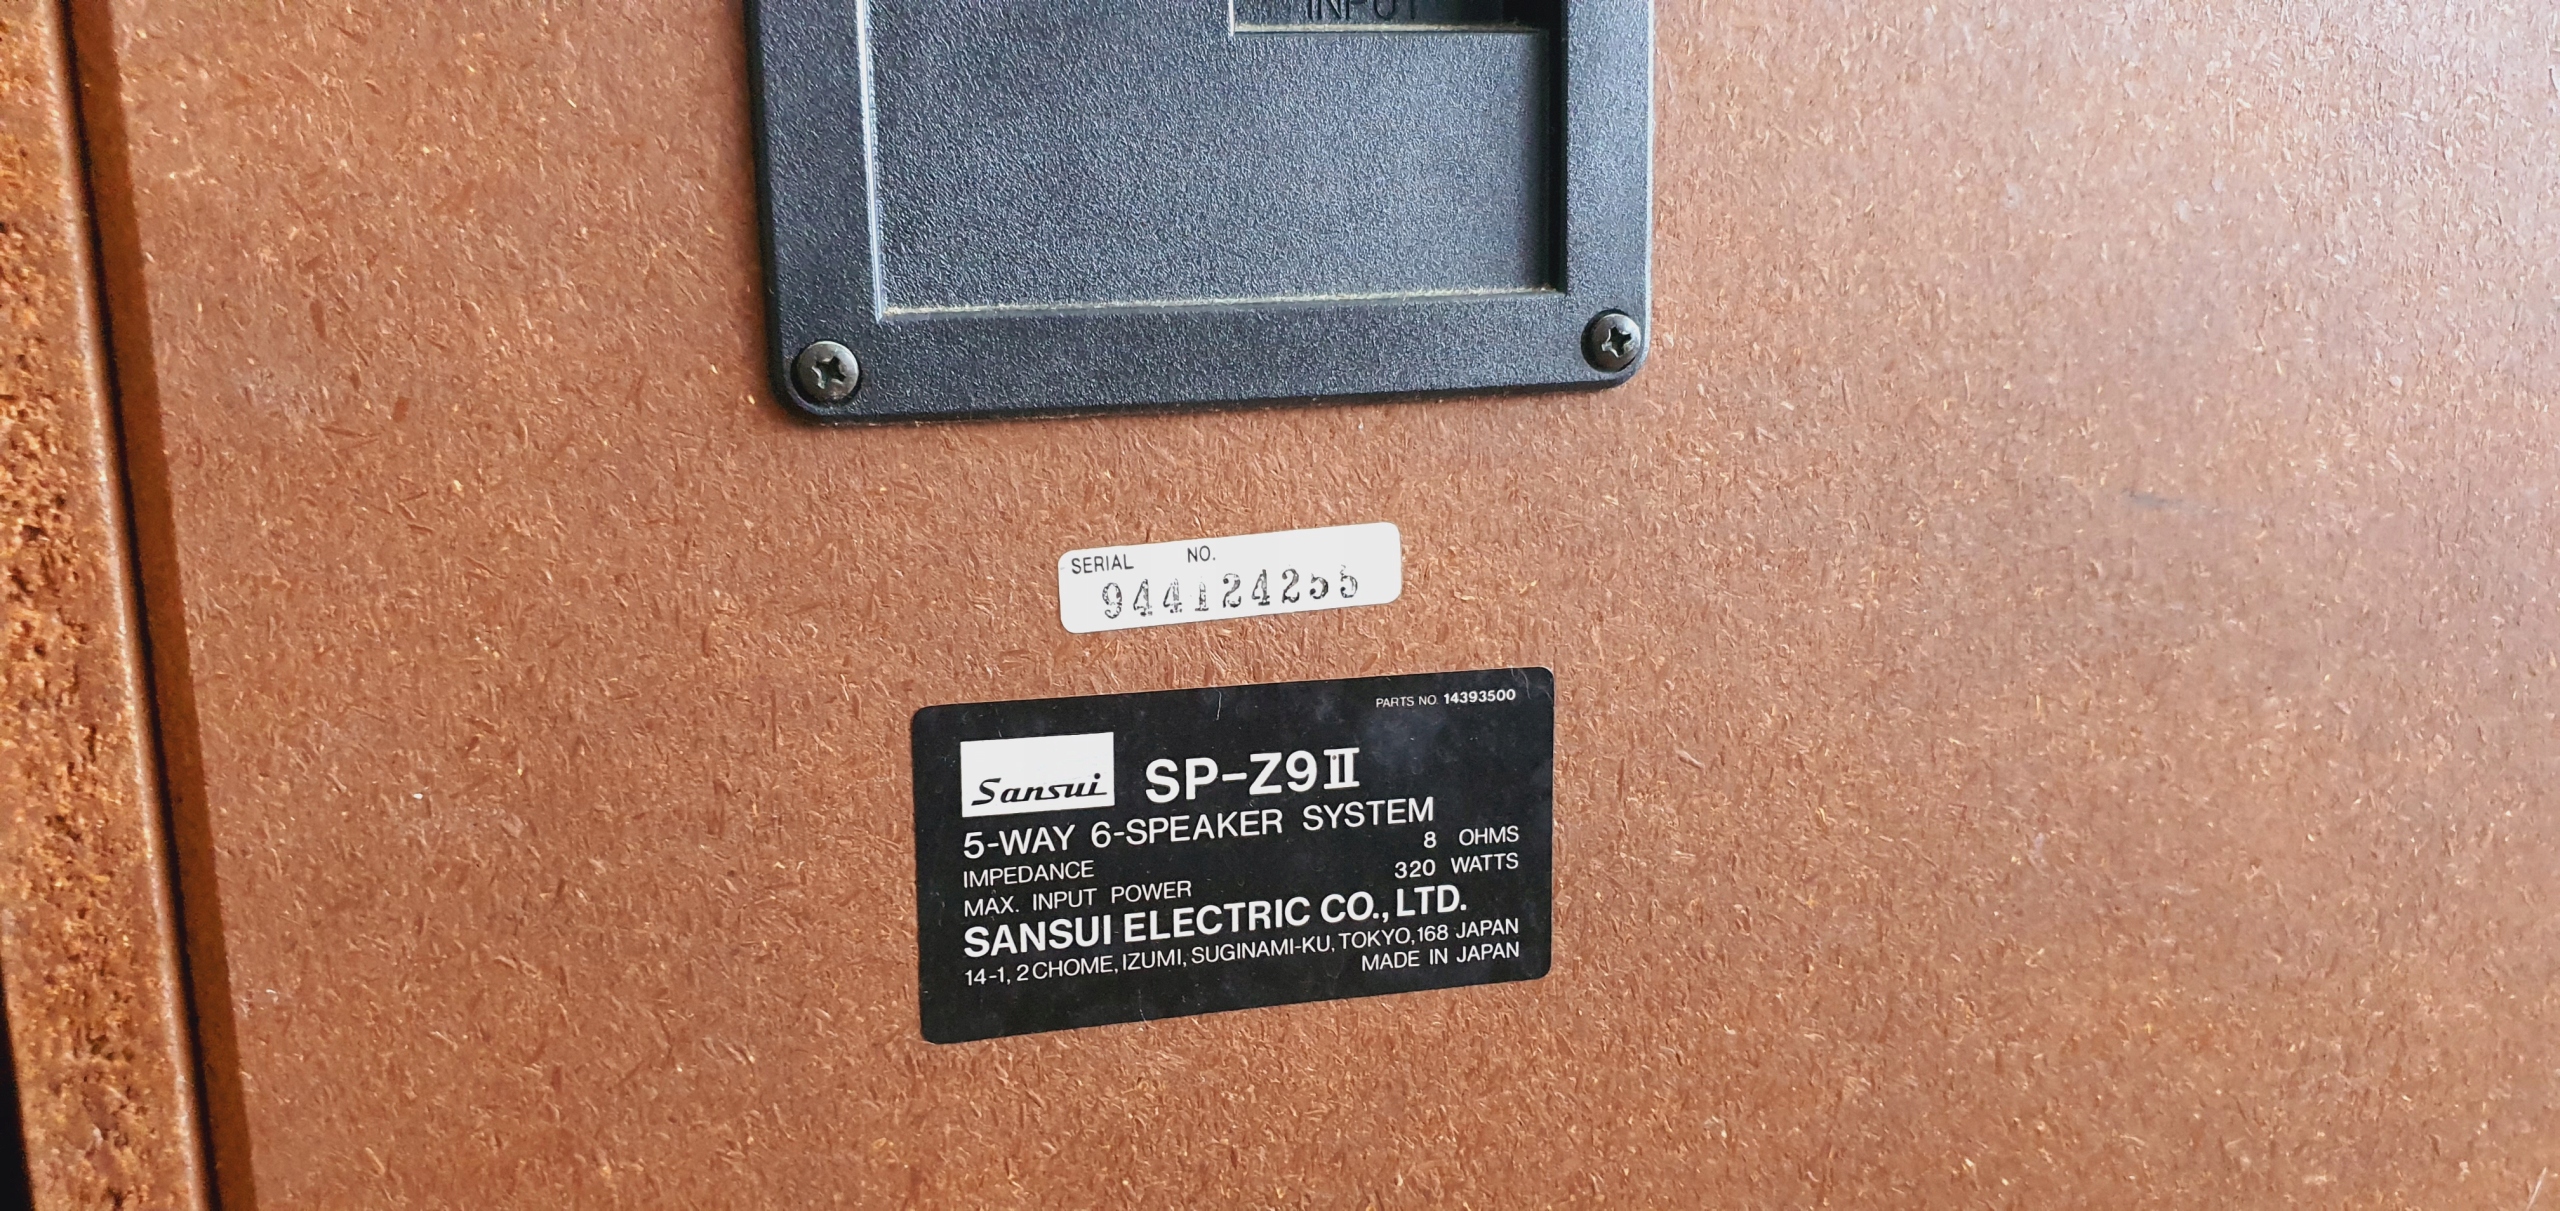 INPUT
SERIAL NO.
944124255
PARTS NO. 14393500
Sansui SP-Z9II
5-WAY 6-SPEAKER SYSTEM
IMPEDANCE 8 OHMS
MAX. INPUT POWER 320 WATTS
SANSUI ELECTRIC CO., LTD.
14-1, 2 CHOME, IZUMI, SUGINAMI-KU, TOKYO, 168 JAPAN
MADE IN JAPAN